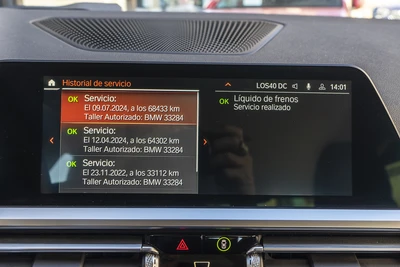 Historial de servicio
LOS40 DC 14:01
OK Servicio:
El 09.07.2024, a los 68433 km
Taller Autorizado: BMW 33284
OK Servicio:
El 12.04.2024, a los 64302 km
Taller Autorizado: BMW 33284
OK Servicio:
El 23.11.2022, a los 33112 km
Taller Autorizado: BMW 33284
OK Líquido de frenos
Servicio realizado